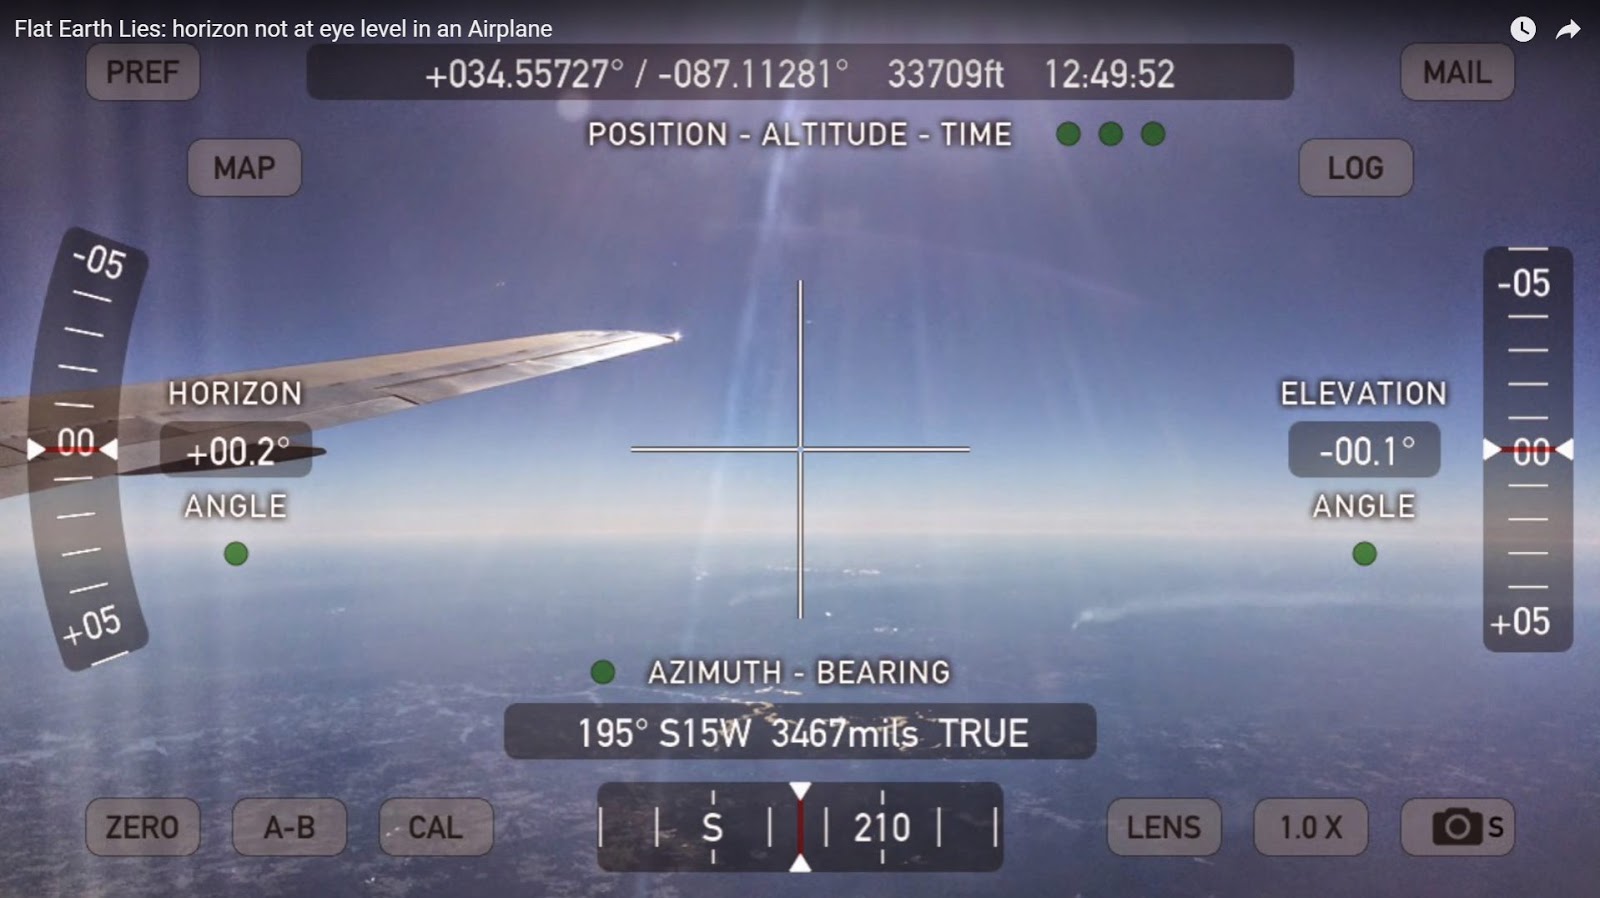 Flat Earth Lies: horizon not at eye level in an Airplane
PREF
+034.55727° / -087.11281° 33709ft 12:49:52
MAIL
POSITION - ALTITUDE - TIME
MAP
LOG
-05
-05
HORIZON
ELEVATION
00
+00.2°
-00.1°
00
ANGLE
ANGLE
+05
+05
AZIMUTH - BEARING
195° S15W 3467mils TRUE
ZERO
A-B
CAL
S
210
LENS
1.0 X
S